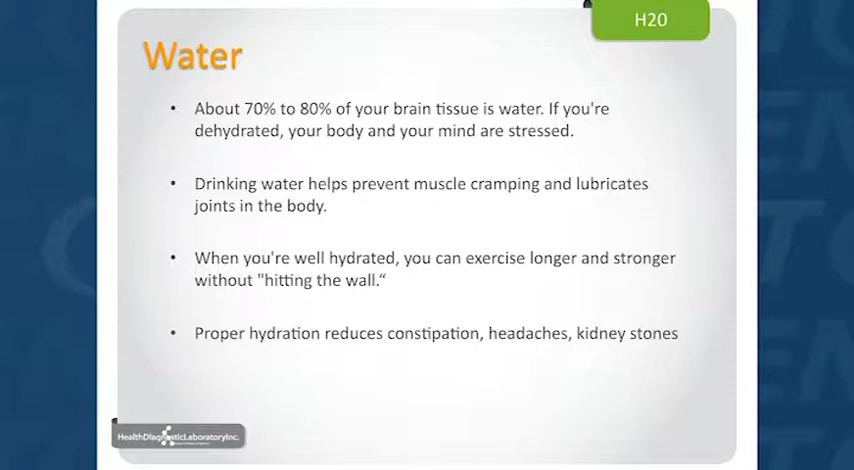 H20
Water
• About 70% to 80% of your brain tissue is water. If you're
dehydrated, your body and your mind are stressed.
• Drinking water helps prevent muscle cramping and lubricates
joints in the body.
• When you're well hydrated, you can exercise longer and stronger
without "hitting the wall.“
• Proper hydration reduces constipation, headaches, kidney stones
HealthDiagnosticLaboratoryInc.